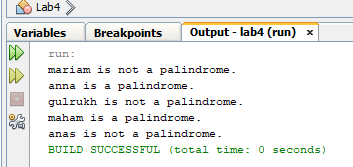 Lab4
Variables Breakpoints Output - lab4 (run) ×
run:
mariam is not a palindrome.
anna is a palindrome.
gulrukh is not a palindrome.
maham is a palindrome.
anas is not a palindrome.
BUILD SUCCESSFUL (total time: 0 seconds)